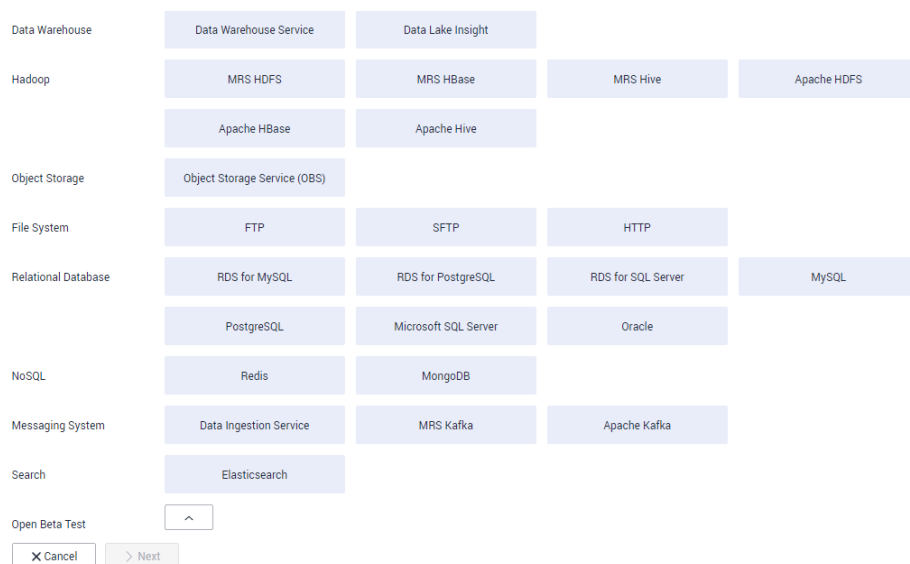 Data Warehouse Data Warehouse Service Data Lake Insight
Hadoop MRS HDFS MRS HBase MRS Hive Apache HDFS
Apache HBase Apache Hive
Object Storage Object Storage Service (OBS)
File System FTP SFTP HTTP
Relational Database RDS for MySQL RDS for PostgreSQL RDS for SQL Server MySQL
PostgreSQL Microsoft SQL Server Oracle
NoSQL Redis MongoDB
Messaging System Data Ingestion Service MRS Kafka Apache Kafka
Search Elasticsearch
Open Beta Test
Cancel Next